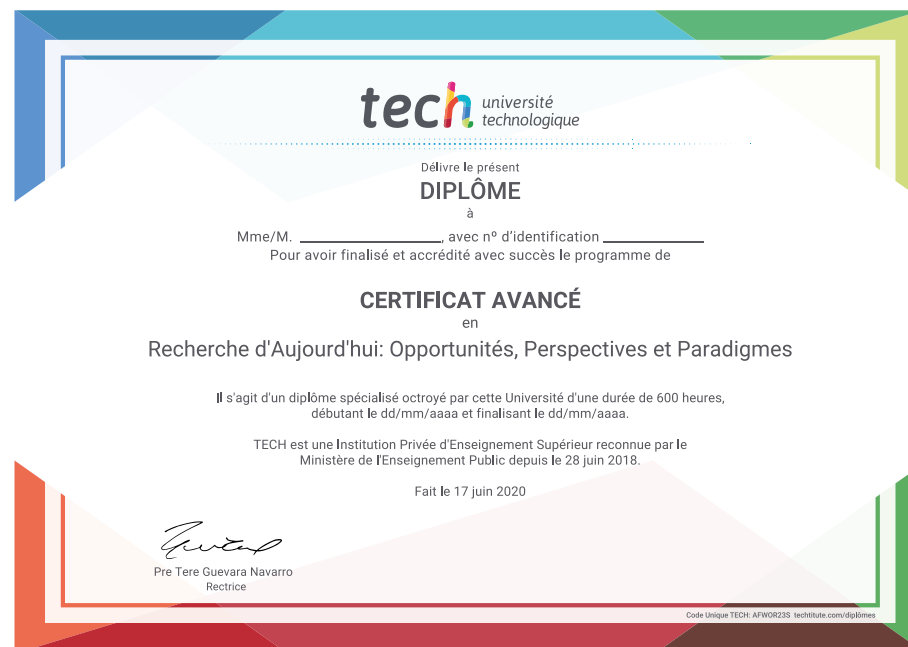 tech université
technologique
Délivre le présent
DIPLÔME
à
Mme/M. ____________________, avec nº d'identification ______________
Pour avoir finalisé et accrédité avec succès le programme de
CERTIFICAT AVANCÉ
en
Recherche d'Aujourd'hui: Opportunités, Perspectives et Paradigmes
Il s'agit d'un diplôme spécialisé octroyé par cette Université d'une durée de 600 heures,
débutant le dd/mm/aaaa et finalisant le dd/mm/aaaa.
TECH est une Institution Privée d'Enseignement Supérieur reconnue par le
Ministère de l'Enseignement Public depuis le 28 juin 2018.
Fait le 17 juin 2020
Pre Tere Guevara Navarro
Rectrice
Code Unique TECH: AFWOR23S techtitute.com/diplômes